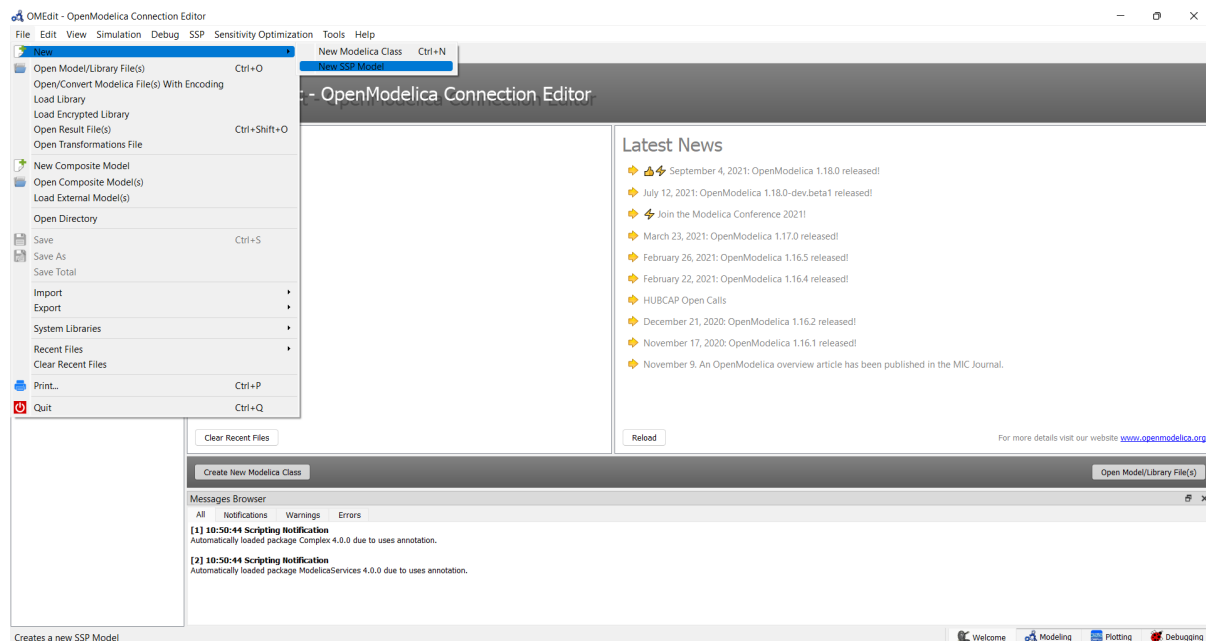 OMEdit - OpenModelica Connection Editor
File Edit View Simulation Debug SSP Sensitivity Optimization Tools Help
New
New Modelica Class Ctrl+N
New SSP Model
Open Model/Library File(s) Ctrl+O
Open/Convert Modelica File(s) With Encoding
Load Library
Load Encrypted Library
Open Result File(s) Ctrl+Shift+O
Open Transformations File
New Composite Model
Open Composite Model(s)
Load External Model(s)
Open Directory
Save Ctrl+S
Save As
Save Total
Import
Export
System Libraries
Recent Files
Clear Recent Files
Print... Ctrl+P
Quit Ctrl+Q
- OpenModelica Connection Editor
Latest News
September 4, 2021: OpenModelica 1.18.0 released!
July 12, 2021: OpenModelica 1.18.0-dev.beta1 released!
Join the Modelica Conference 2021!
March 23, 2021: OpenModelica 1.17.0 released!
February 26, 2021: OpenModelica 1.16.5 released!
February 22, 2021: OpenModelica 1.16.4 released!
HUBCAP Open Calls
December 21, 2020: OpenModelica 1.16.2 released!
November 17, 2020: OpenModelica 1.16.1 released!
November 9. An OpenModelica overview article has been published in the MIC Journal.
Clear Recent Files
Reload
For more details visit our website www.openmodelica.org
Create New Modelica Class
Open Model/Library File(s)
Messages Browser
All Notifications Warnings Errors
[1] 10:50:44 Scripting Notification
Automatically loaded package Complex 4.0.0 due to uses annotation.
[2] 10:50:44 Scripting Notification
Automatically loaded package ModelicaServices 4.0.0 due to uses annotation.
Creates a new SSP Model
Welcome Modeling Plotting Debugging